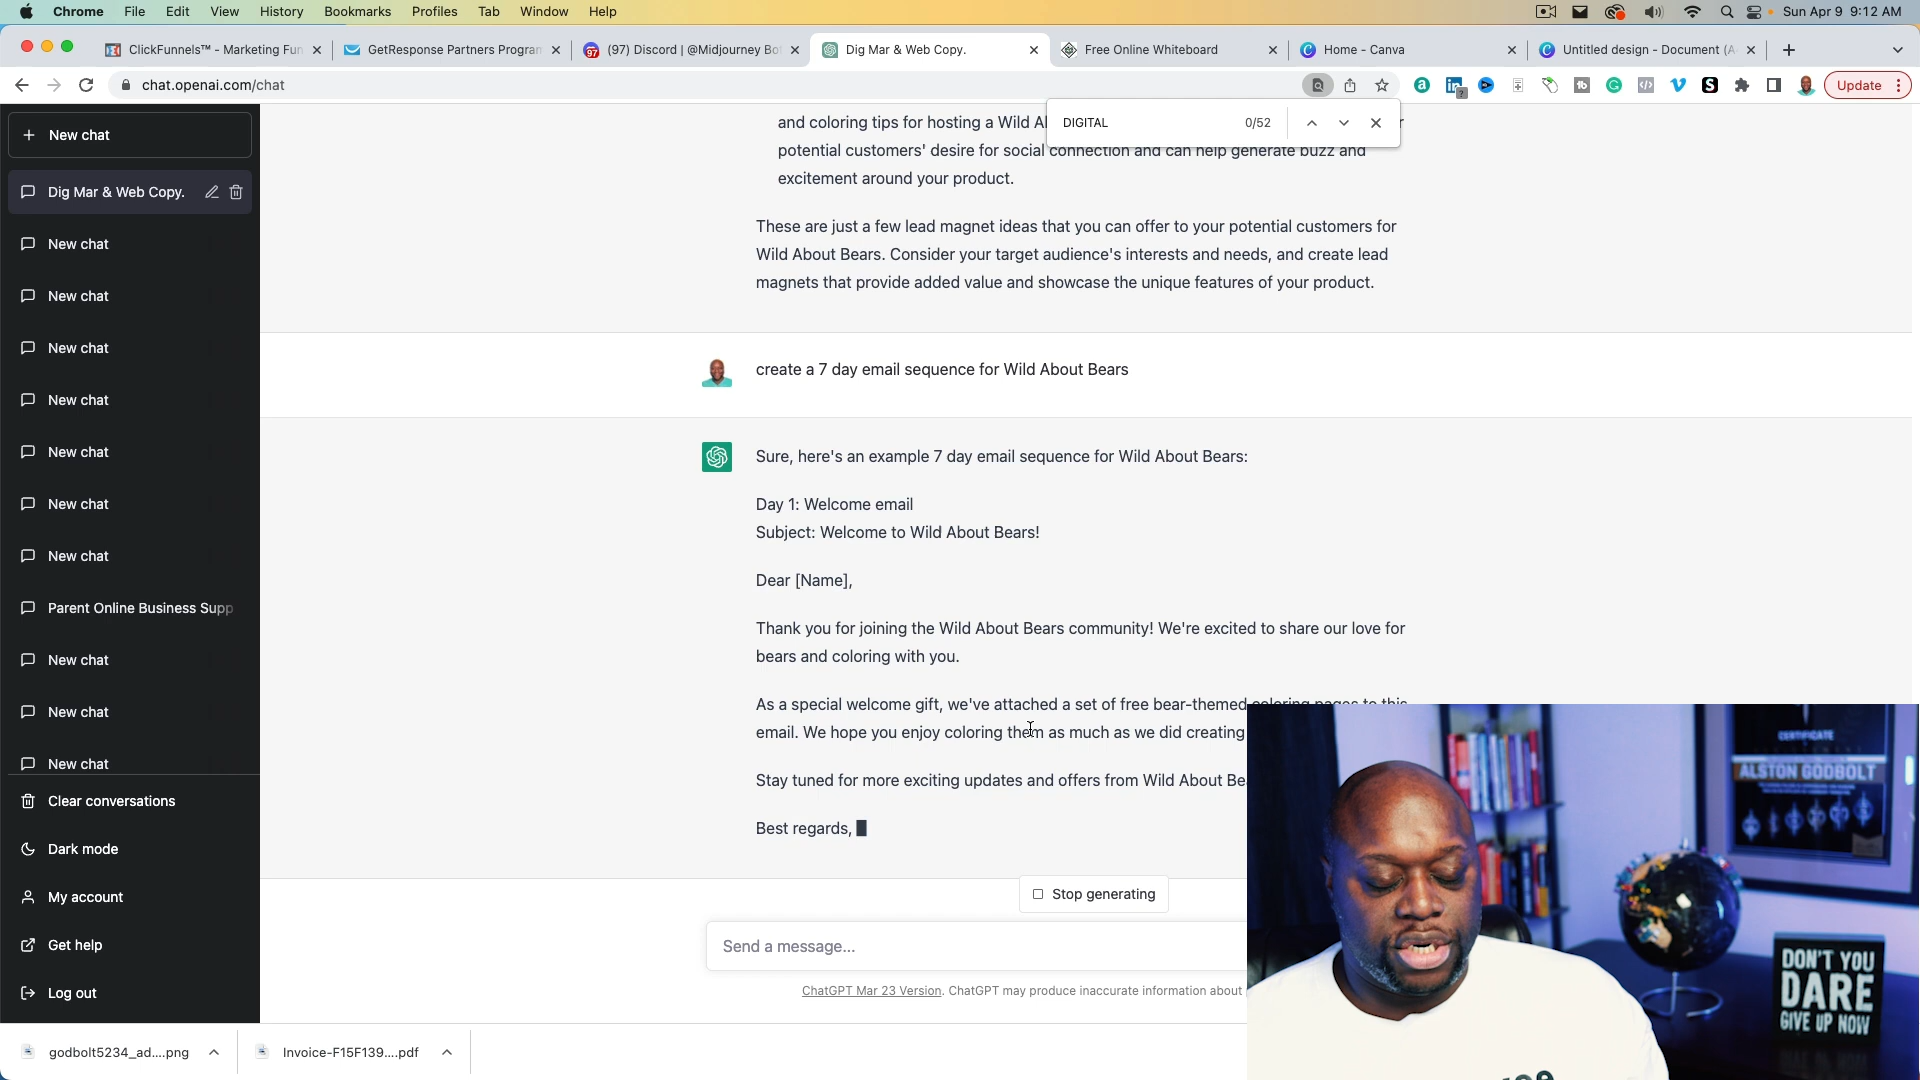 Chrome File Edit View History Bookmarks Profiles Tab Window Help Sun Apr 9 9:12 AM
ClickFunnels™ - Marketing Fun (97) GetResponse Partners Program 97 (97) Discord | @Midjourney Bot Dig Mar & Web Copy. Free Online Whiteboard Home - Canva Untitled design - Document (A
chat.openai.com/chat Update
DIGITAL 0/52
New chat
Dig Mar & Web Copy.
New chat
New chat
New chat
New chat
New chat
New chat
New chat
Parent Online Business Supp
New chat
New chat
New chat
Clear conversations
Dark mode
My account
Get help
Log out
and coloring tips for hosting a Wild A
potential customers' desire for social connection and can help generate buzz and
excitement around your product.
These are just a few lead magnet ideas that you can offer to your potential customers for
Wild About Bears. Consider your target audience's interests and needs, and create lead
magnets that provide added value and showcase the unique features of your product.
create a 7 day email sequence for Wild About Bears
Sure, here's an example 7 day email sequence for Wild About Bears:
Day 1: Welcome email
Subject: Welcome to Wild About Bears!
Dear [Name],
Thank you for joining the Wild About Bears community! We're excited to share our love for
bears and coloring with you.
As a special welcome gift, we've attached a set of free bear-themed coloring pages to this
email. We hope you enjoy coloring them as much as we did creating
Stay tuned for more exciting updates and offers from Wild About Be
Best regards,
Stop generating
Send a message...
ChatGPT Mar 23 Version. ChatGPT may produce inaccurate information about
CERTIFICATE
ALSTON GODBOLT
DON'T YOU
DARE
GIVE UP NOW
godbolt5234_ad....png Invoice-F15F139....pdf